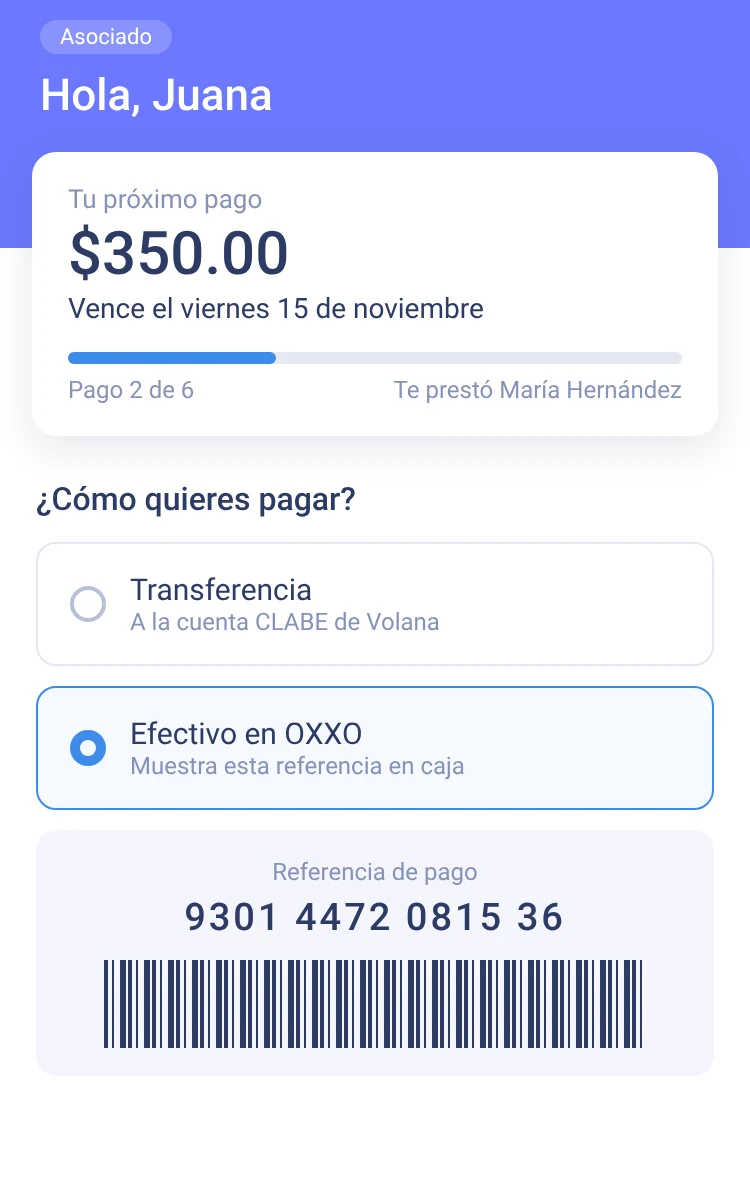 Asociado
Hola, Juana
Tu próximo pago
$350.00
Vence el viernes 15 de noviembre
Pago 2 de 6
Te prestó María Hernández
¿Cómo quieres pagar?
Transferencia
A la cuenta CLABE de Volana
Efectivo en OXXO
Muestra esta referencia en caja
Referencia de pago
9301 4472 0815 36